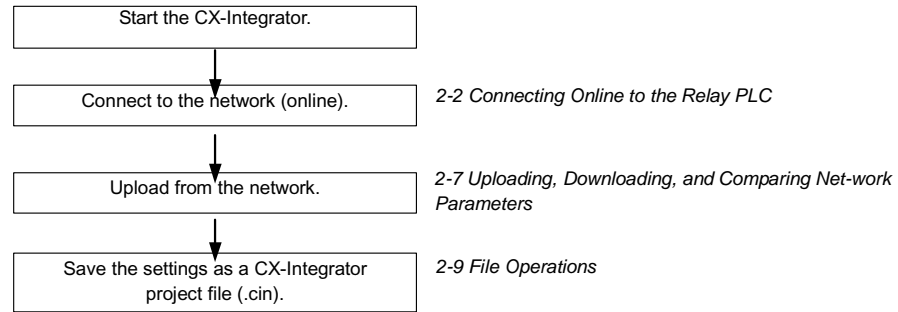 Start the CX-Integrator.
Connect to the network (online).
2-2 Connecting Online to the Relay PLC
Upload from the network.
2-7 Uploading, Downloading, and Comparing Net-work
Parameters
Save the settings as a CX-Integrator
project file (.cin).
2-9 File Operations